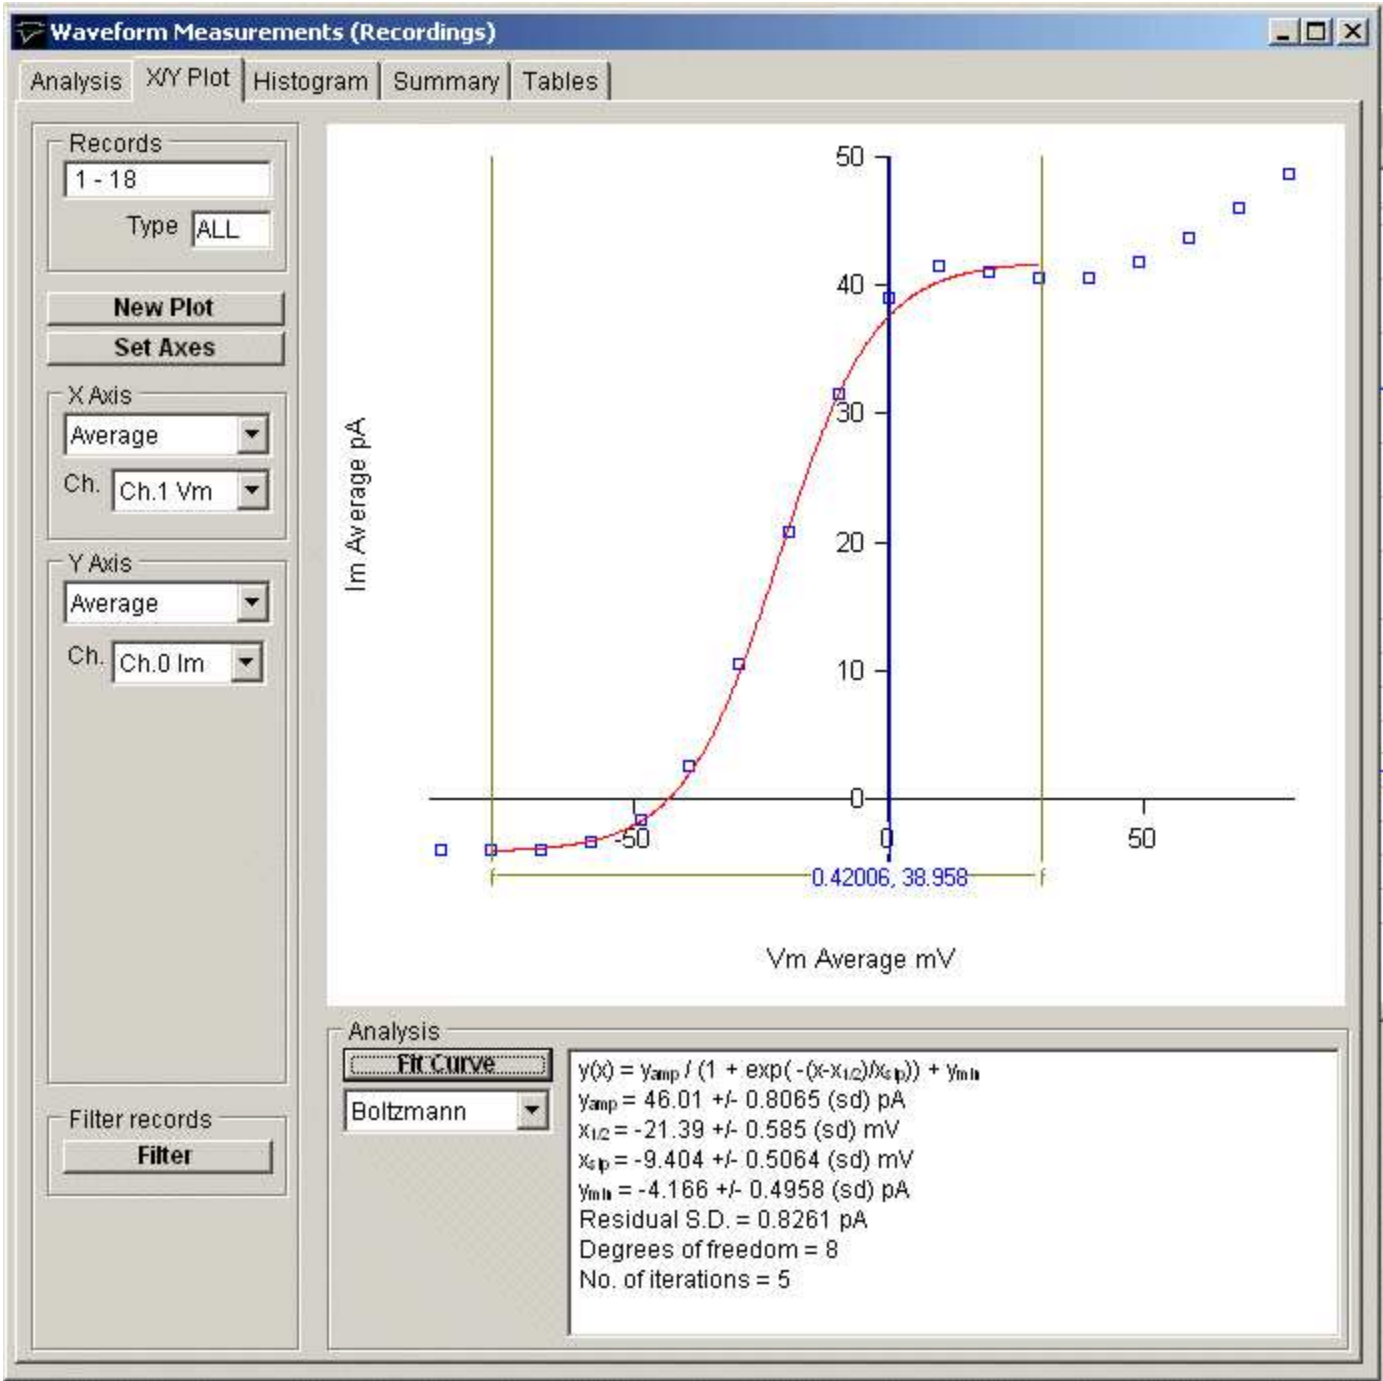 Waveform Measurements (Recordings)
Analysis
X/Y Plot
Histogram
Summary
Tables
Records
1 - 18
Type ALL
New Plot
Set Axes
X Axis
Average
Ch. Ch.1 Vm
Y Axis
Average
Ch. Ch.0 Im
Filter records
Filter
50
40
30
20
10
0
-50
0
50
0.42006, 38.958
Im Average pA
Vm Average mV
Analysis
Fit Curve
Boltzmann
y(x) = yamp / (1 + exp( -(x-x1/2)/xslp)) + ymin
yamp = 46.01 +/- 0.8065 (sd) pA
x1/2 = -21.39 +/- 0.585 (sd) mV
xslp = -9.404 +/- 0.5064 (sd) mV
ymin = -4.166 +/- 0.4958 (sd) pA
Residual S.D. = 0.8261 pA
Degrees of freedom = 8
No. of iterations = 5